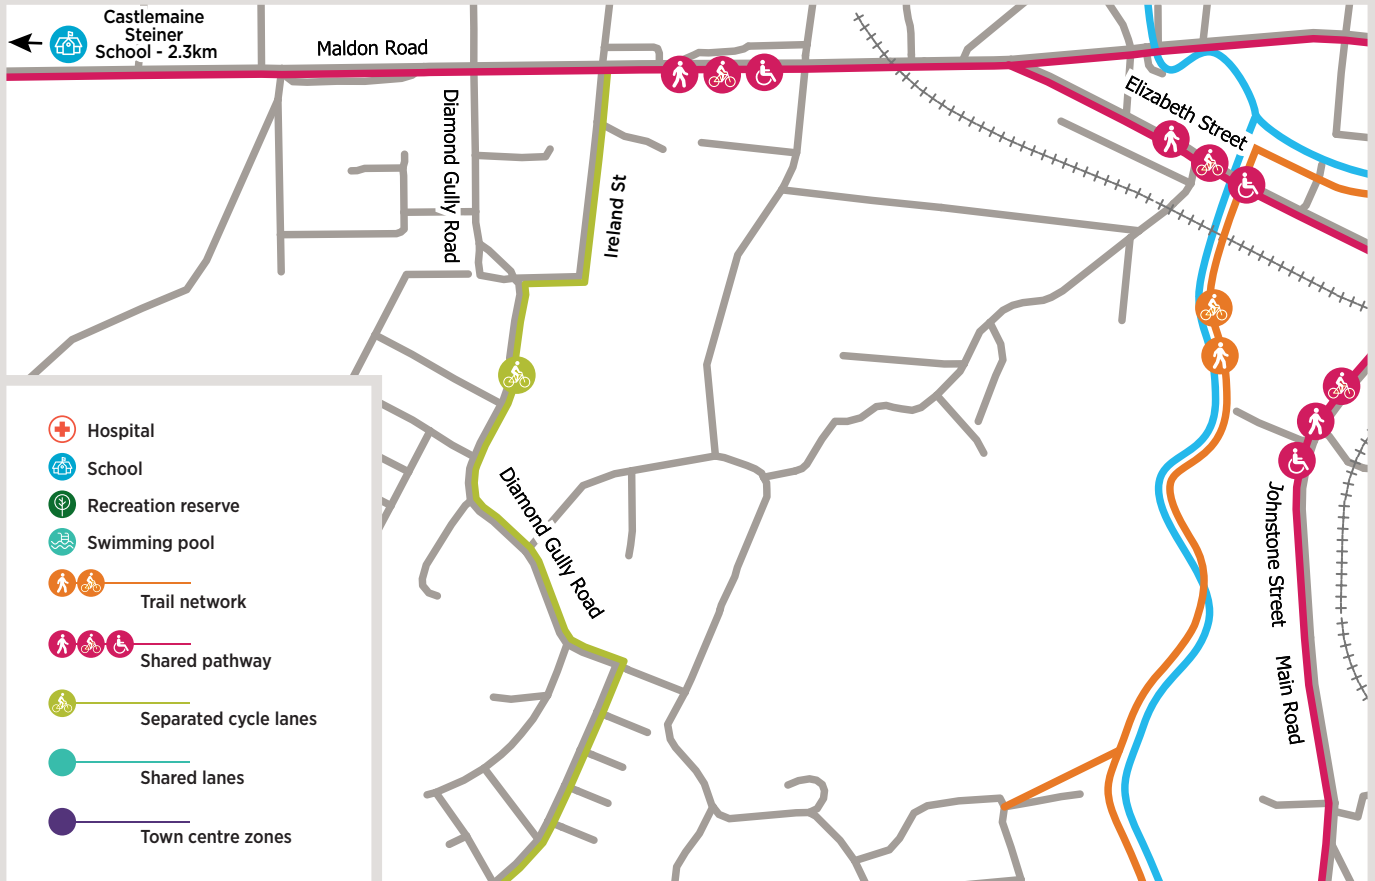 Castlemaine
Steiner
School - 2.3km
Maldon Road
Diamond Gully Road
Ireland St
Elizabeth Street
Diamond Gully Road
Johnstone Street
Main Road
Hospital
School
Recreation reserve
Swimming pool
Trail network
Shared pathway
Separated cycle lanes
Shared lanes
Town centre zones